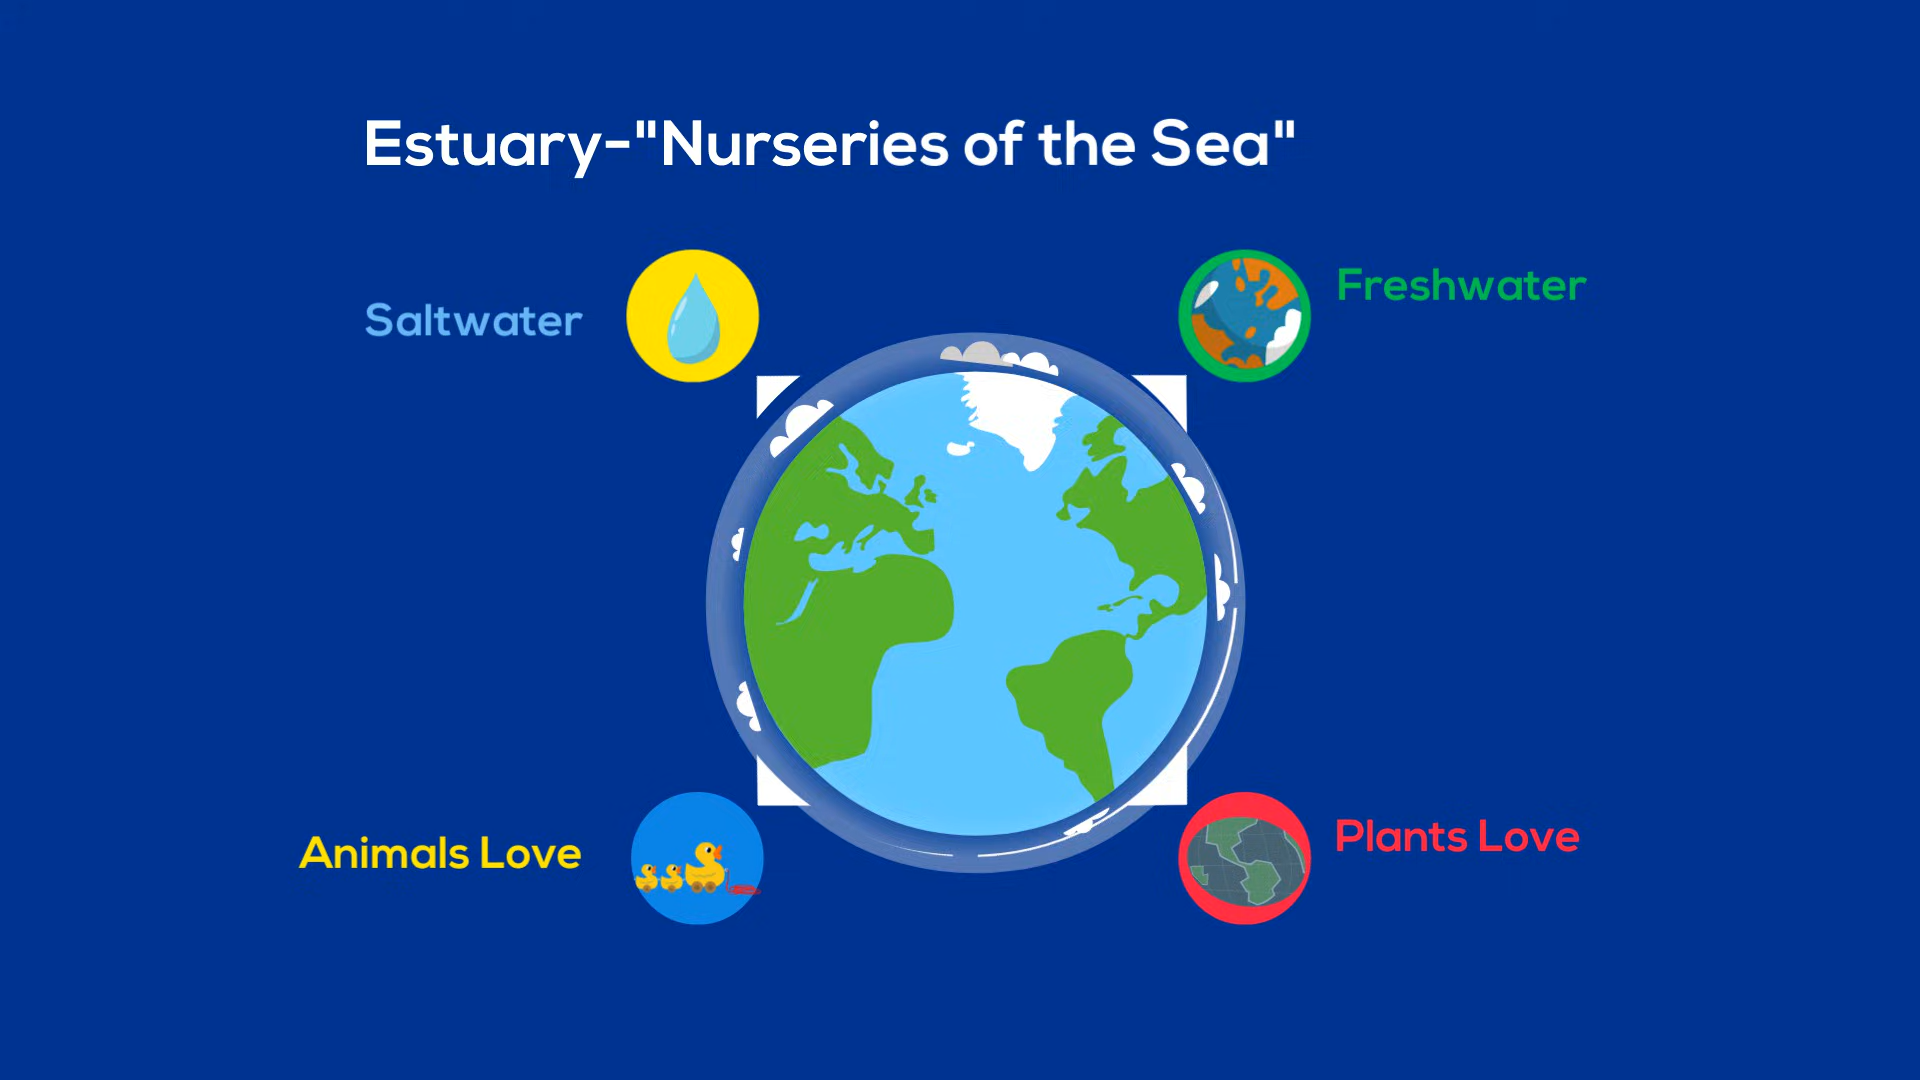 Estuary-"Nurseries of the Sea"
Saltwater
Freshwater
Animals Love
Plants Love